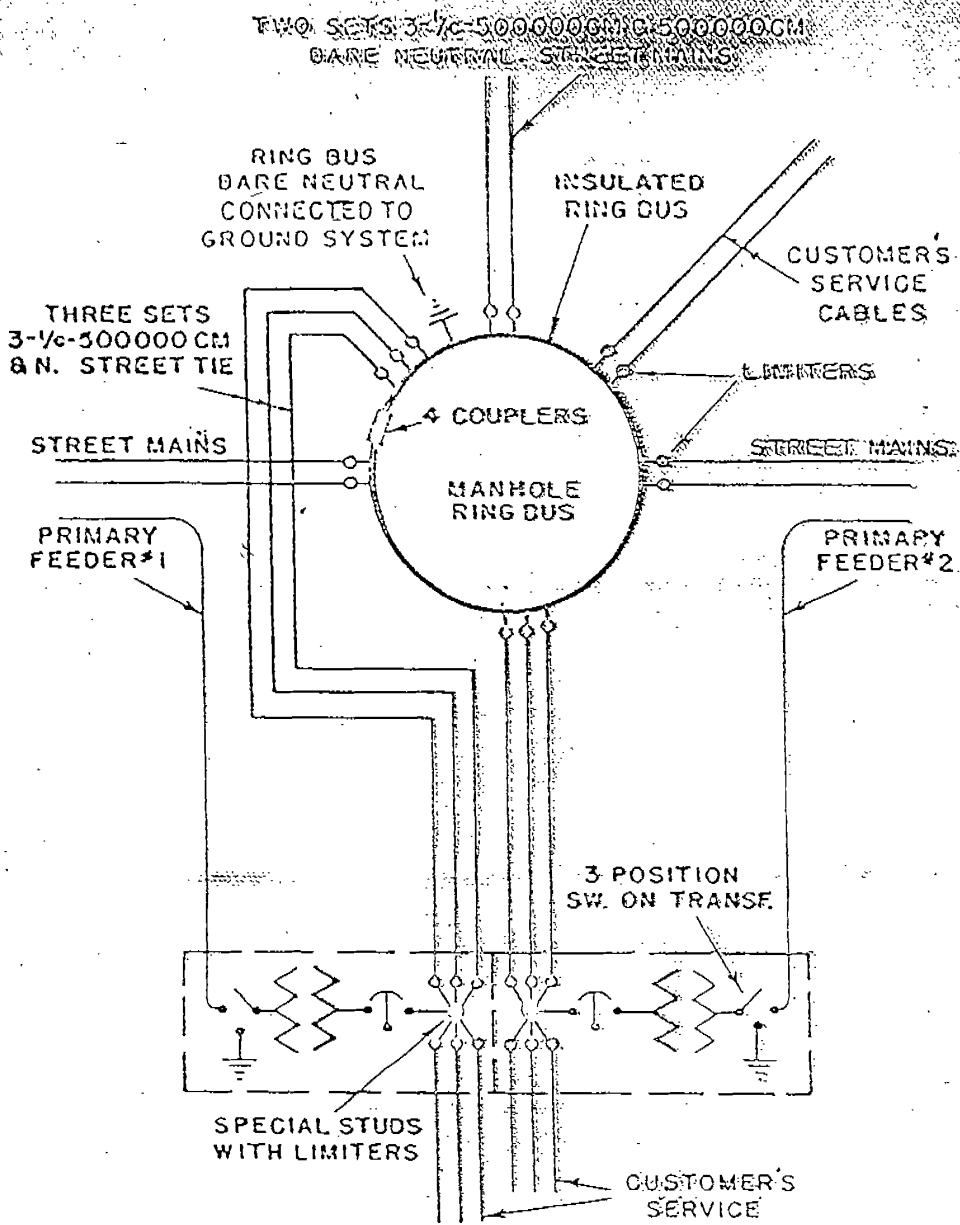 TWO SETS 3-1/c-500000CM & 500000CM
BARE NEUTRAL STREET MAINS
RING BUS
BARE NEUTRAL
CONNECTED TO
GROUND SYSTEM
INSULATED
RING BUS
CUSTOMER'S
SERVICE
CABLES
THREE SETS
3-1/c-500000 CM
& N. STREET TIE
LIMITERS
4 COUPLERS
STREET MAINS
STREET MAINS
MANHOLE
RING BUS
PRIMARY
FEEDER #1
PRIMARY
FEEDER #2
3 POSITION
SW. ON TRANSF.
SPECIAL STUDS
WITH LIMITERS
CUSTOMER'S
SERVICE